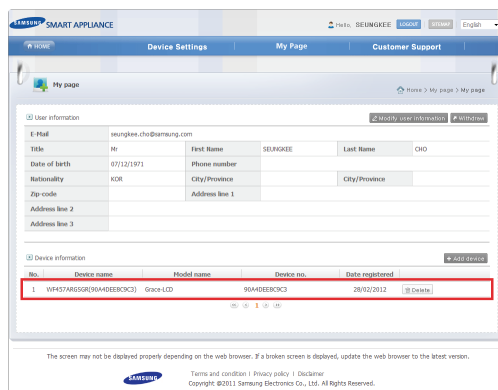 SAMSUNG SMART APPLIANCE
Hello, SEUNGKEE LOGOUT SITEMAP English
HOME Device Settings My Page Customer Support
My page
Home > My page > My page
User information
Modify user information Withdraw
E-Mail seungkee.cho@samsung.com
Title Mr First Name SEUNGKEE Last Name CHO
Date of birth 07/12/1971 Phone number
Nationality KOR City/Province City/Province
Zip-code Address line 1
Address line 2
Address line 3
Device information
+ Add device
No. Device name Model name Device no. Date registered
1 WF457ARGSGR(90A4DEE8C9C3) Grace-LCD 90A4DEE8C9C3 28/02/2012 Delete
1
The screen may not be displayed properly depending on the web browser. If a broken screen is displayed, update the web browser to the latest version.
SAMSUNG
Terms and condition | Privacy policy | Disclaimer
Copyright @2011 Samsung Electronics Co., Ltd. All Rights Reserved.